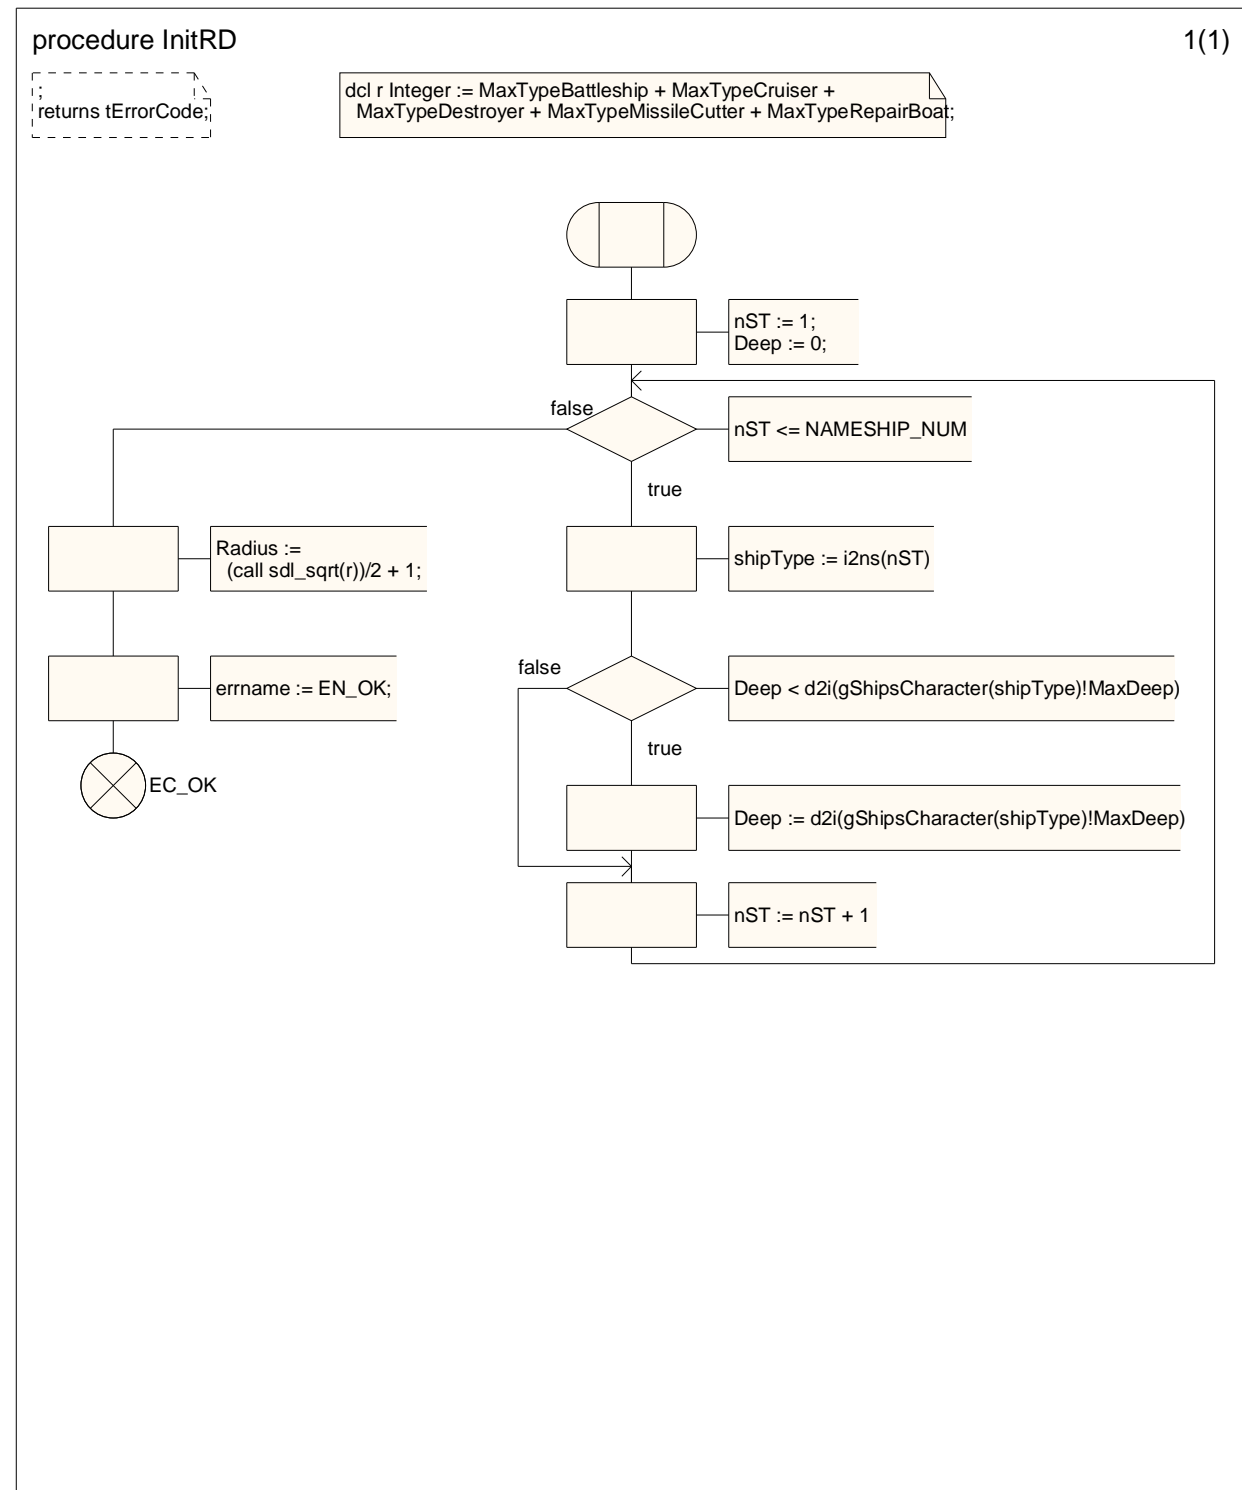 procedure InitRD
1(1)
;
returns tErrorCode;
dcl r Integer := MaxTypeBattleship + MaxTypeCruiser +
MaxTypeDestroyer + MaxTypeMissileCutter + MaxTypeRepairBoat;
nST := 1;
Deep := 0;
false
nST <= NAMESHIP_NUM
true
Radius :=
(call sdl_sqrt(r))/2 + 1;
shipType := i2ns(nST)
false
errname := EN_OK;
Deep < d2i(gShipsCharacter(shipType)!MaxDeep)
true
EC_OK
Deep := d2i(gShipsCharacter(shipType)!MaxDeep)
nST := nST + 1